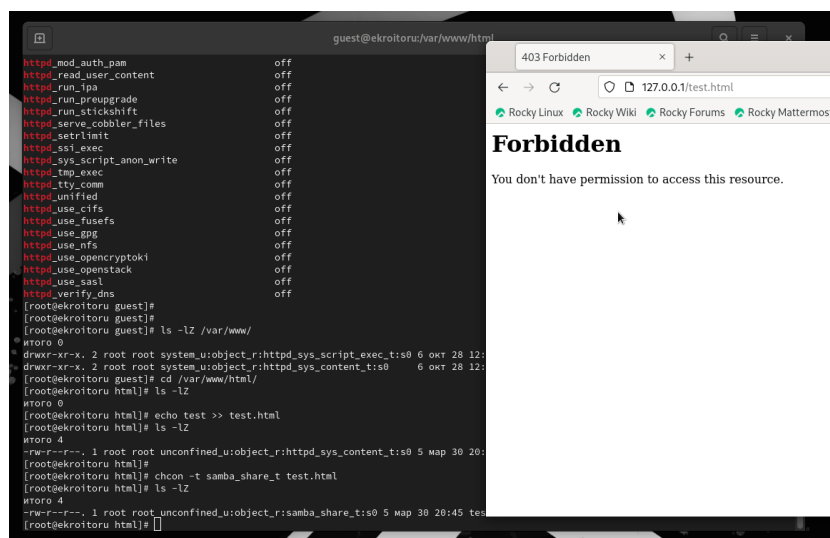 guest@ekroitoru:/var/www/html
httpd_mod_auth_pam off
httpd_read_user_content off
httpd_run_ipa off
httpd_run_preupgrade off
httpd_run_stickshift off
httpd_serve_cobbler_files off
httpd_setrlimit off
httpd_ssi_exec off
httpd_sys_script_anon_write off
httpd_tmp_exec off
httpd_tty_comm off
httpd_unified off
httpd_use_cifs off
httpd_use_fusefs off
httpd_use_gpg off
httpd_use_nfs off
httpd_use_opencryptoki off
httpd_use_openstack off
httpd_use_sasl off
httpd_verify_dns off
[root@ekroitoru guest]#
[root@ekroitoru guest]#
[root@ekroitoru guest]# ls -lZ /var/www/
итого 0
drwxr-xr-x. 2 root root system_u:object_r:httpd_sys_script_exec_t:s0 6 окт 28 12:
drwxr-xr-x. 2 root root system_u:object_r:httpd_sys_content_t:s0 6 окт 28 12:
[root@ekroitoru guest]# cd /var/www/html/
[root@ekroitoru html]# ls -lZ
итого 0
[root@ekroitoru html]# echo test >> test.html
[root@ekroitoru html]# ls -lZ
итого 4
-rw-r--r--. 1 root root unconfined_u:object_r:httpd_sys_content_t:s0 5 мар 30 20:
[root@ekroitoru html]#
[root@ekroitoru html]# chcon -t samba_share_t test.html
[root@ekroitoru html]# ls -lZ
итого 4
-rw-r--r--. 1 root root unconfined_u:object_r:samba_share_t:s0 5 мар 30 20:45 tes
[root@ekroitoru html]#
403 Forbidden
127.0.0.1/test.html
Rocky Linux Rocky Wiki Rocky Forums Rocky Mattermos
Forbidden
You don't have permission to access this resource.